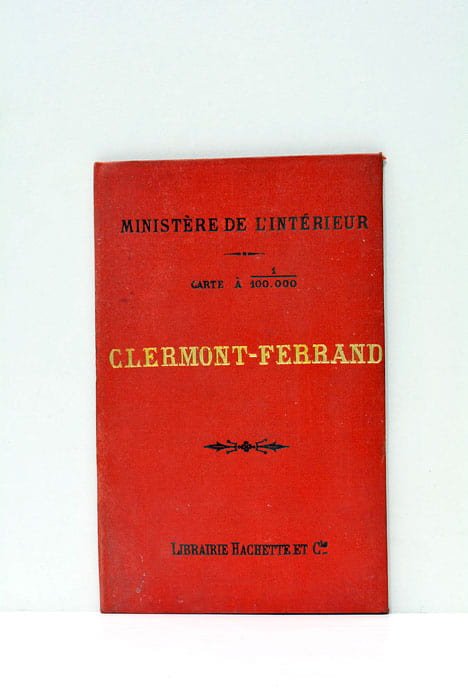 MINISTÈRE DE L'INTÉRIEUR
CARTE À 1/100.000
CLERMONT-FERRAND
LIBRAIRIE HACHETTE ET Cie